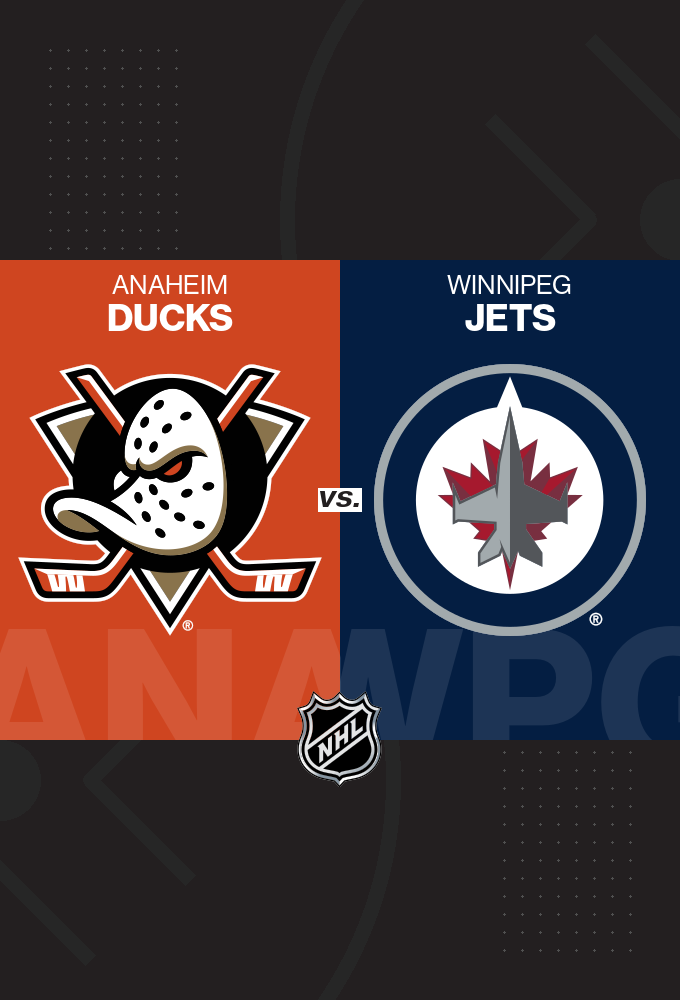 ANAHEIM
DUCKS
WINNIPEG
JETS
vs.
®
®
ANA
WPG
NHL